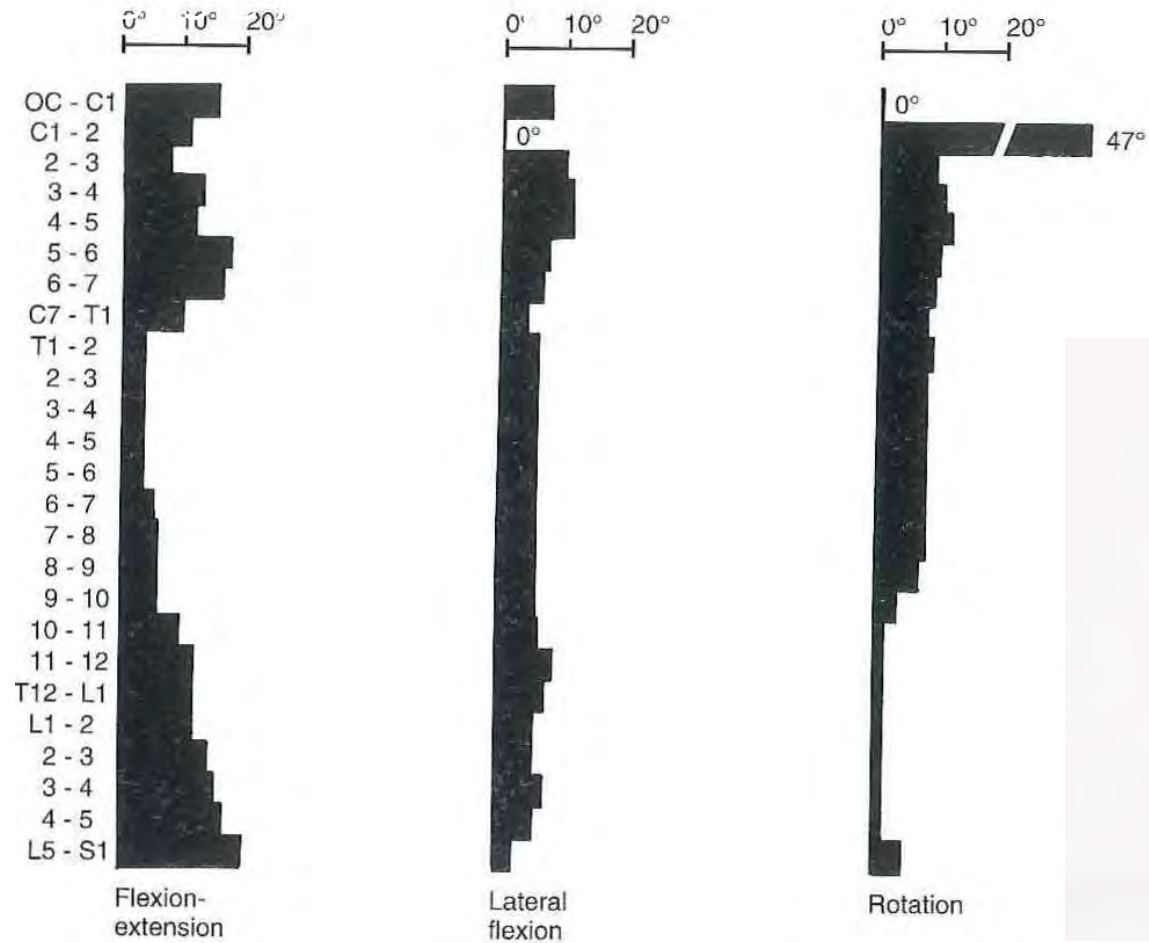 0° 10° 20°
0° 10° 20°
0° 10° 20°
OC - C1
0°
C1 - 2
0°
47°
2 - 3
3 - 4
4 - 5
5 - 6
6 - 7
C7 - T1
T1 - 2
2 - 3
3 - 4
4 - 5
5 - 6
6 - 7
7 - 8
8 - 9
9 - 10
10 - 11
11 - 12
T12 - L1
L1 - 2
2 - 3
3 - 4
4 - 5
L5 - S1
Flexion-
extension
Lateral
flexion
Rotation